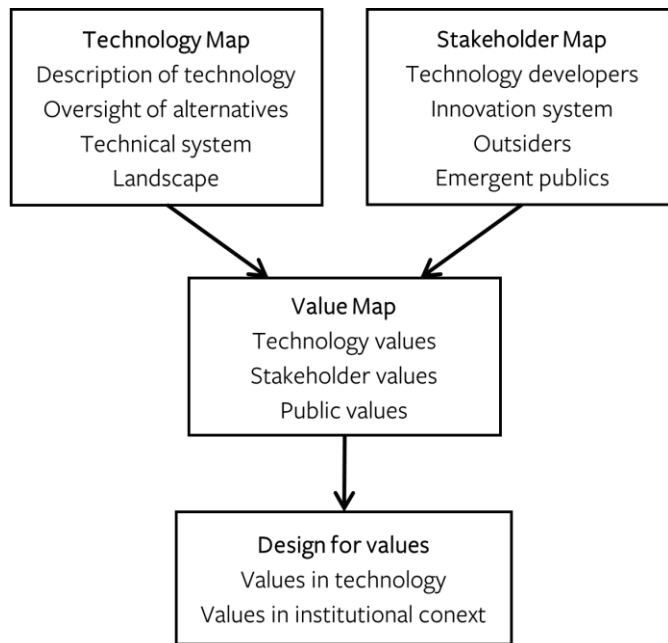 Technology Map
Description of technology
Oversight of alternatives
Technical system
Landscape
Stakeholder Map
Technology developers
Innovation system
Outsiders
Emergent publics
Value Map
Technology values
Stakeholder values
Public values
Design for values
Values in technology
Values in institutional conext